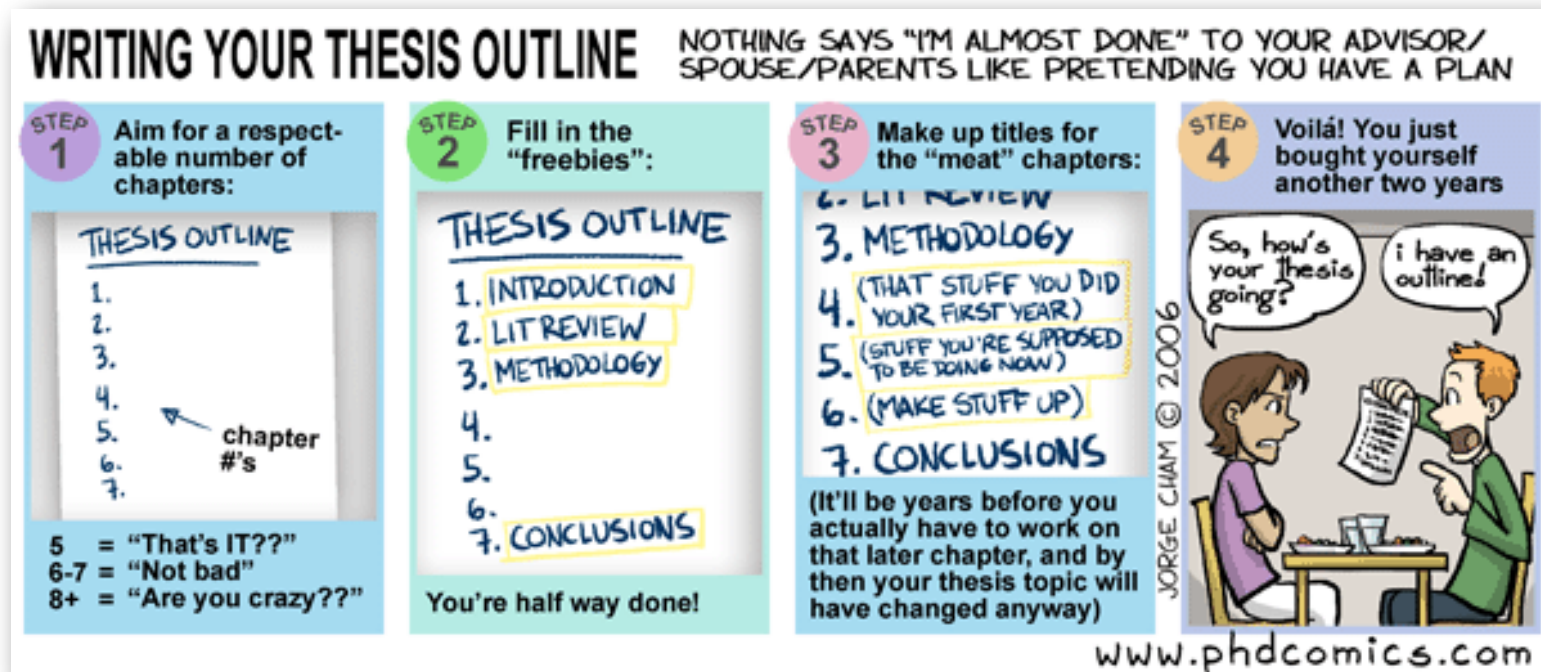 WRITING YOUR THESIS OUTLINE
NOTHING SAYS "I'M ALMOST DONE" TO YOUR ADVISOR/
SPOUSE/PARENTS LIKE PRETENDING YOU HAVE A PLAN
STEP
1
Aim for a respect-
able number of
chapters:
THESIS OUTLINE
1.
2.
3.
4.
5.
6.
7.
chapter
#'s
5 = "That's IT??"
6-7 = "Not bad"
8+ = "Are you crazy??"
STEP
2
Fill in the
"freebies":
THESIS OUTLINE
1. INTRODUCTION
2. LIT REVIEW
3. METHODOLOGY
4.
5.
6.
7. CONCLUSIONS
You're half way done!
STEP
3
Make up titles for
the "meat" chapters:
2. LIT REVIEW
3. METHODOLOGY
4. (THAT STUFF YOU DID
YOUR FIRST YEAR)
5. (STUFF YOU'RE SUPPOSED
TO BE DOING NOW)
6. (MAKE STUFF UP)
7. CONCLUSIONS
(It'll be years before you
actually have to work on
that later chapter, and by
then your thesis topic will
have changed anyway)
STEP
4
Voilá! You just
bought yourself
another two years
So, how's
your thesis
going?
i have an
outline!
JORGE CHAM © 2006
www.phdcomics.com